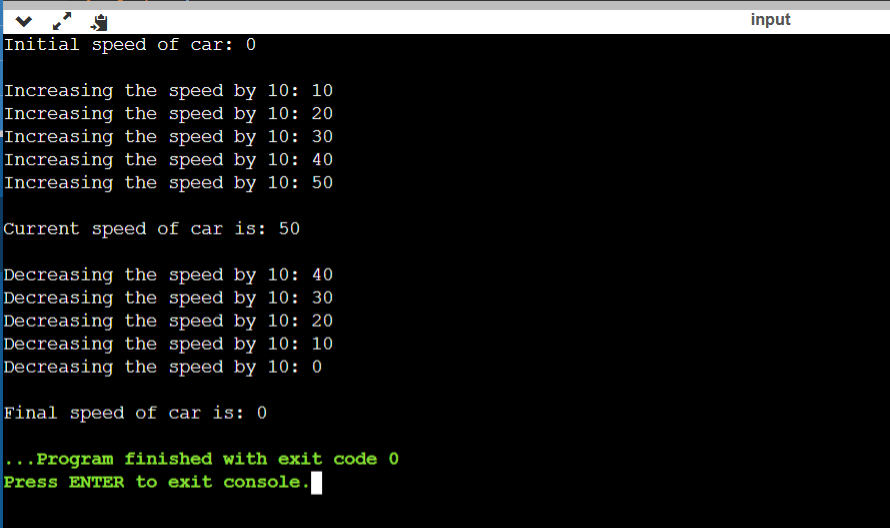 input
Initial speed of car: 0
Increasing the speed by 10: 10
Increasing the speed by 10: 20
Increasing the speed by 10: 30
Increasing the speed by 10: 40
Increasing the speed by 10: 50
Current speed of car is: 50
Decreasing the speed by 10: 40
Decreasing the speed by 10: 30
Decreasing the speed by 10: 20
Decreasing the speed by 10: 10
Decreasing the speed by 10: 0
Final speed of car is: 0
...Program finished with exit code 0
Press ENTER to exit console.